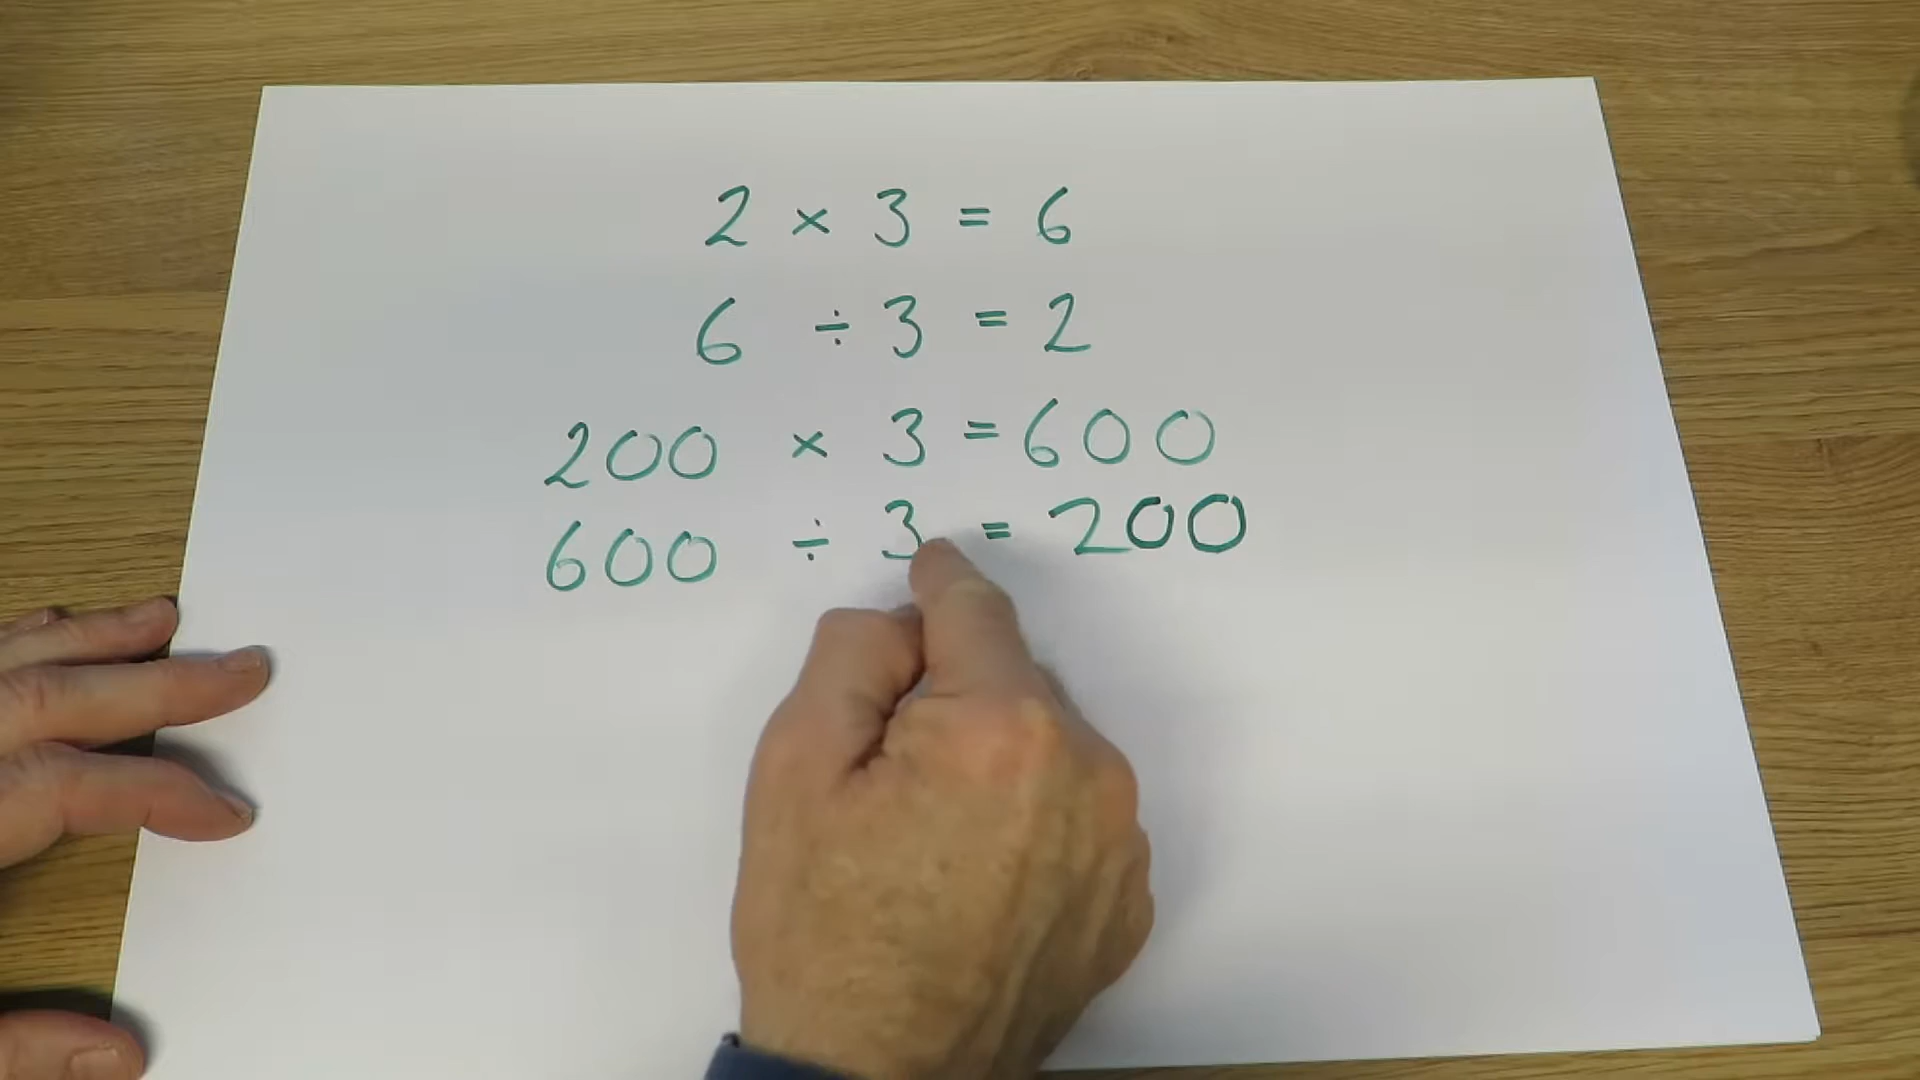 2 × 3 = 6
6 ÷ 3 = 2
200 × 3 = 600
600 ÷ 3 = 200